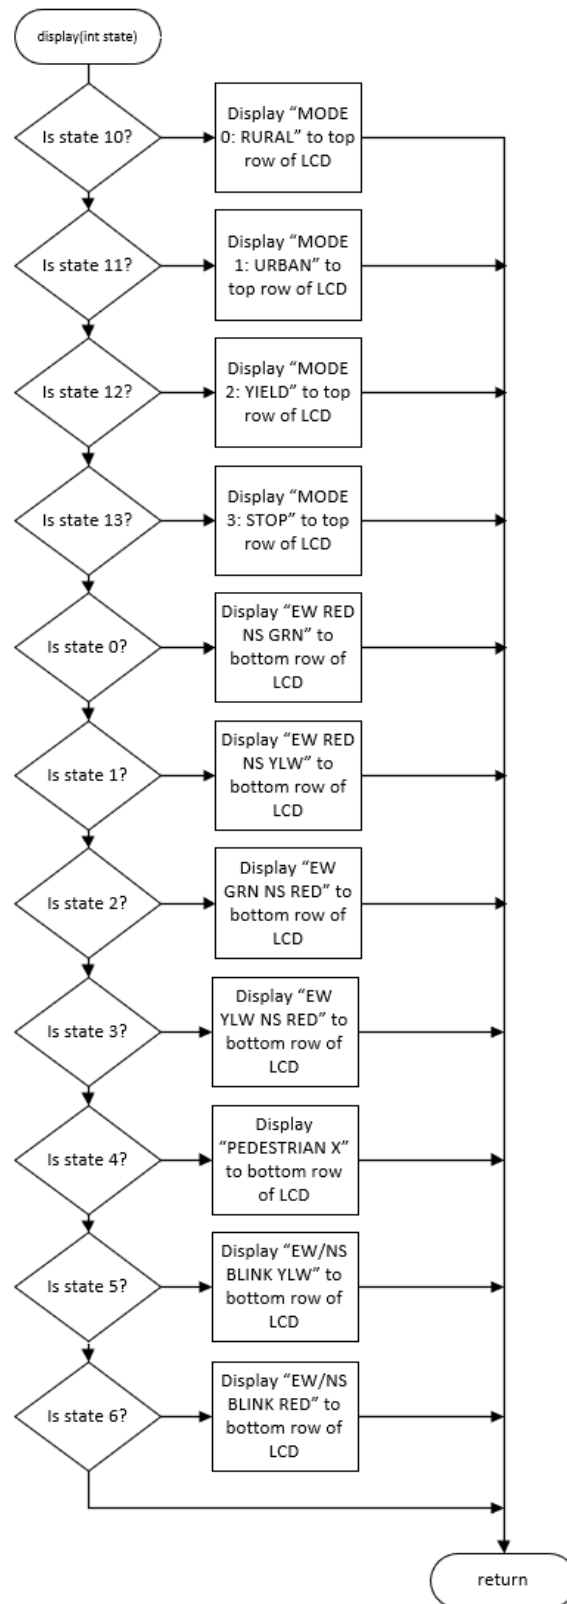 display(int state)
Is state 10?
Display “MODE
0: RURAL” to top
row of LCD
Is state 11?
Display “MODE
1: URBAN” to
top row of LCD
Is state 12?
Display “MODE
2: YIELD” to top
row of LCD
Is state 13?
Display “MODE
3: STOP” to top
row of LCD
Is state 0?
Display “EW RED
NS GRN” to
bottom row of
LCD
Is state 1?
Display “EW RED
NS YLW” to
bottom row of
LCD
Is state 2?
Display “EW
GRN NS RED” to
bottom row of
LCD
Is state 3?
Display “EW
YLW NS RED” to
bottom row of
LCD
Is state 4?
Display
“PEDESTRIAN X”
to bottom row
of LCD
Is state 5?
Display “EW/NS
BLINK YLW” to
bottom row of
LCD
Is state 6?
Display “EW/NS
BLINK RED” to
bottom row of
LCD
return